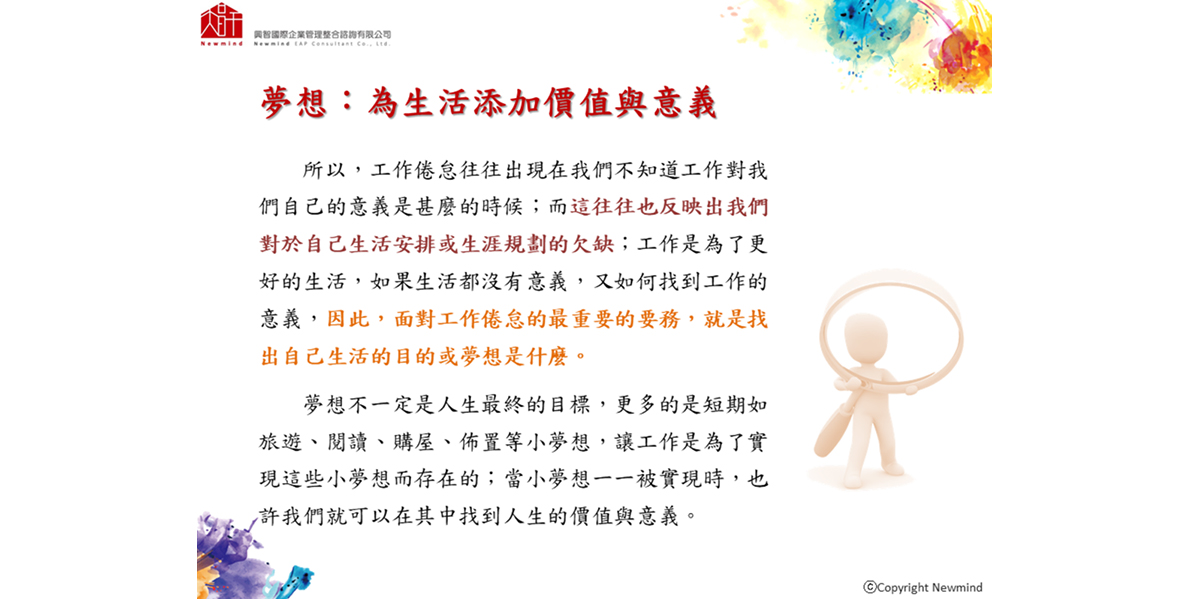 Newmind
興智國際企業管理整合諮詢有限公司
Newmind EAP Consultant Co., Ltd.
夢想：為生活添加價值與意義
所以，工作倦怠往往出現在我們不知道工作對我
們自己的意義是甚麼的時候；而這往往也反映出我們
對於自己生活安排或生涯規劃的欠缺；工作是為了更
好的生活，如果生活都沒有意義，又如何找到工作的
意義，因此，面對工作倦怠的最重要的要務，就是找
出自己生活的目的或夢想是什麼。
夢想不一定是人生最終的目標，更多的是短期如
旅遊、閱讀、購屋、佈置等小夢想，讓工作是為了實
現這些小夢想而存在的；當小夢想一一被實現時，也
許我們就可以在其中找到人生的價值與意義。
ⓒCopyright Newmind